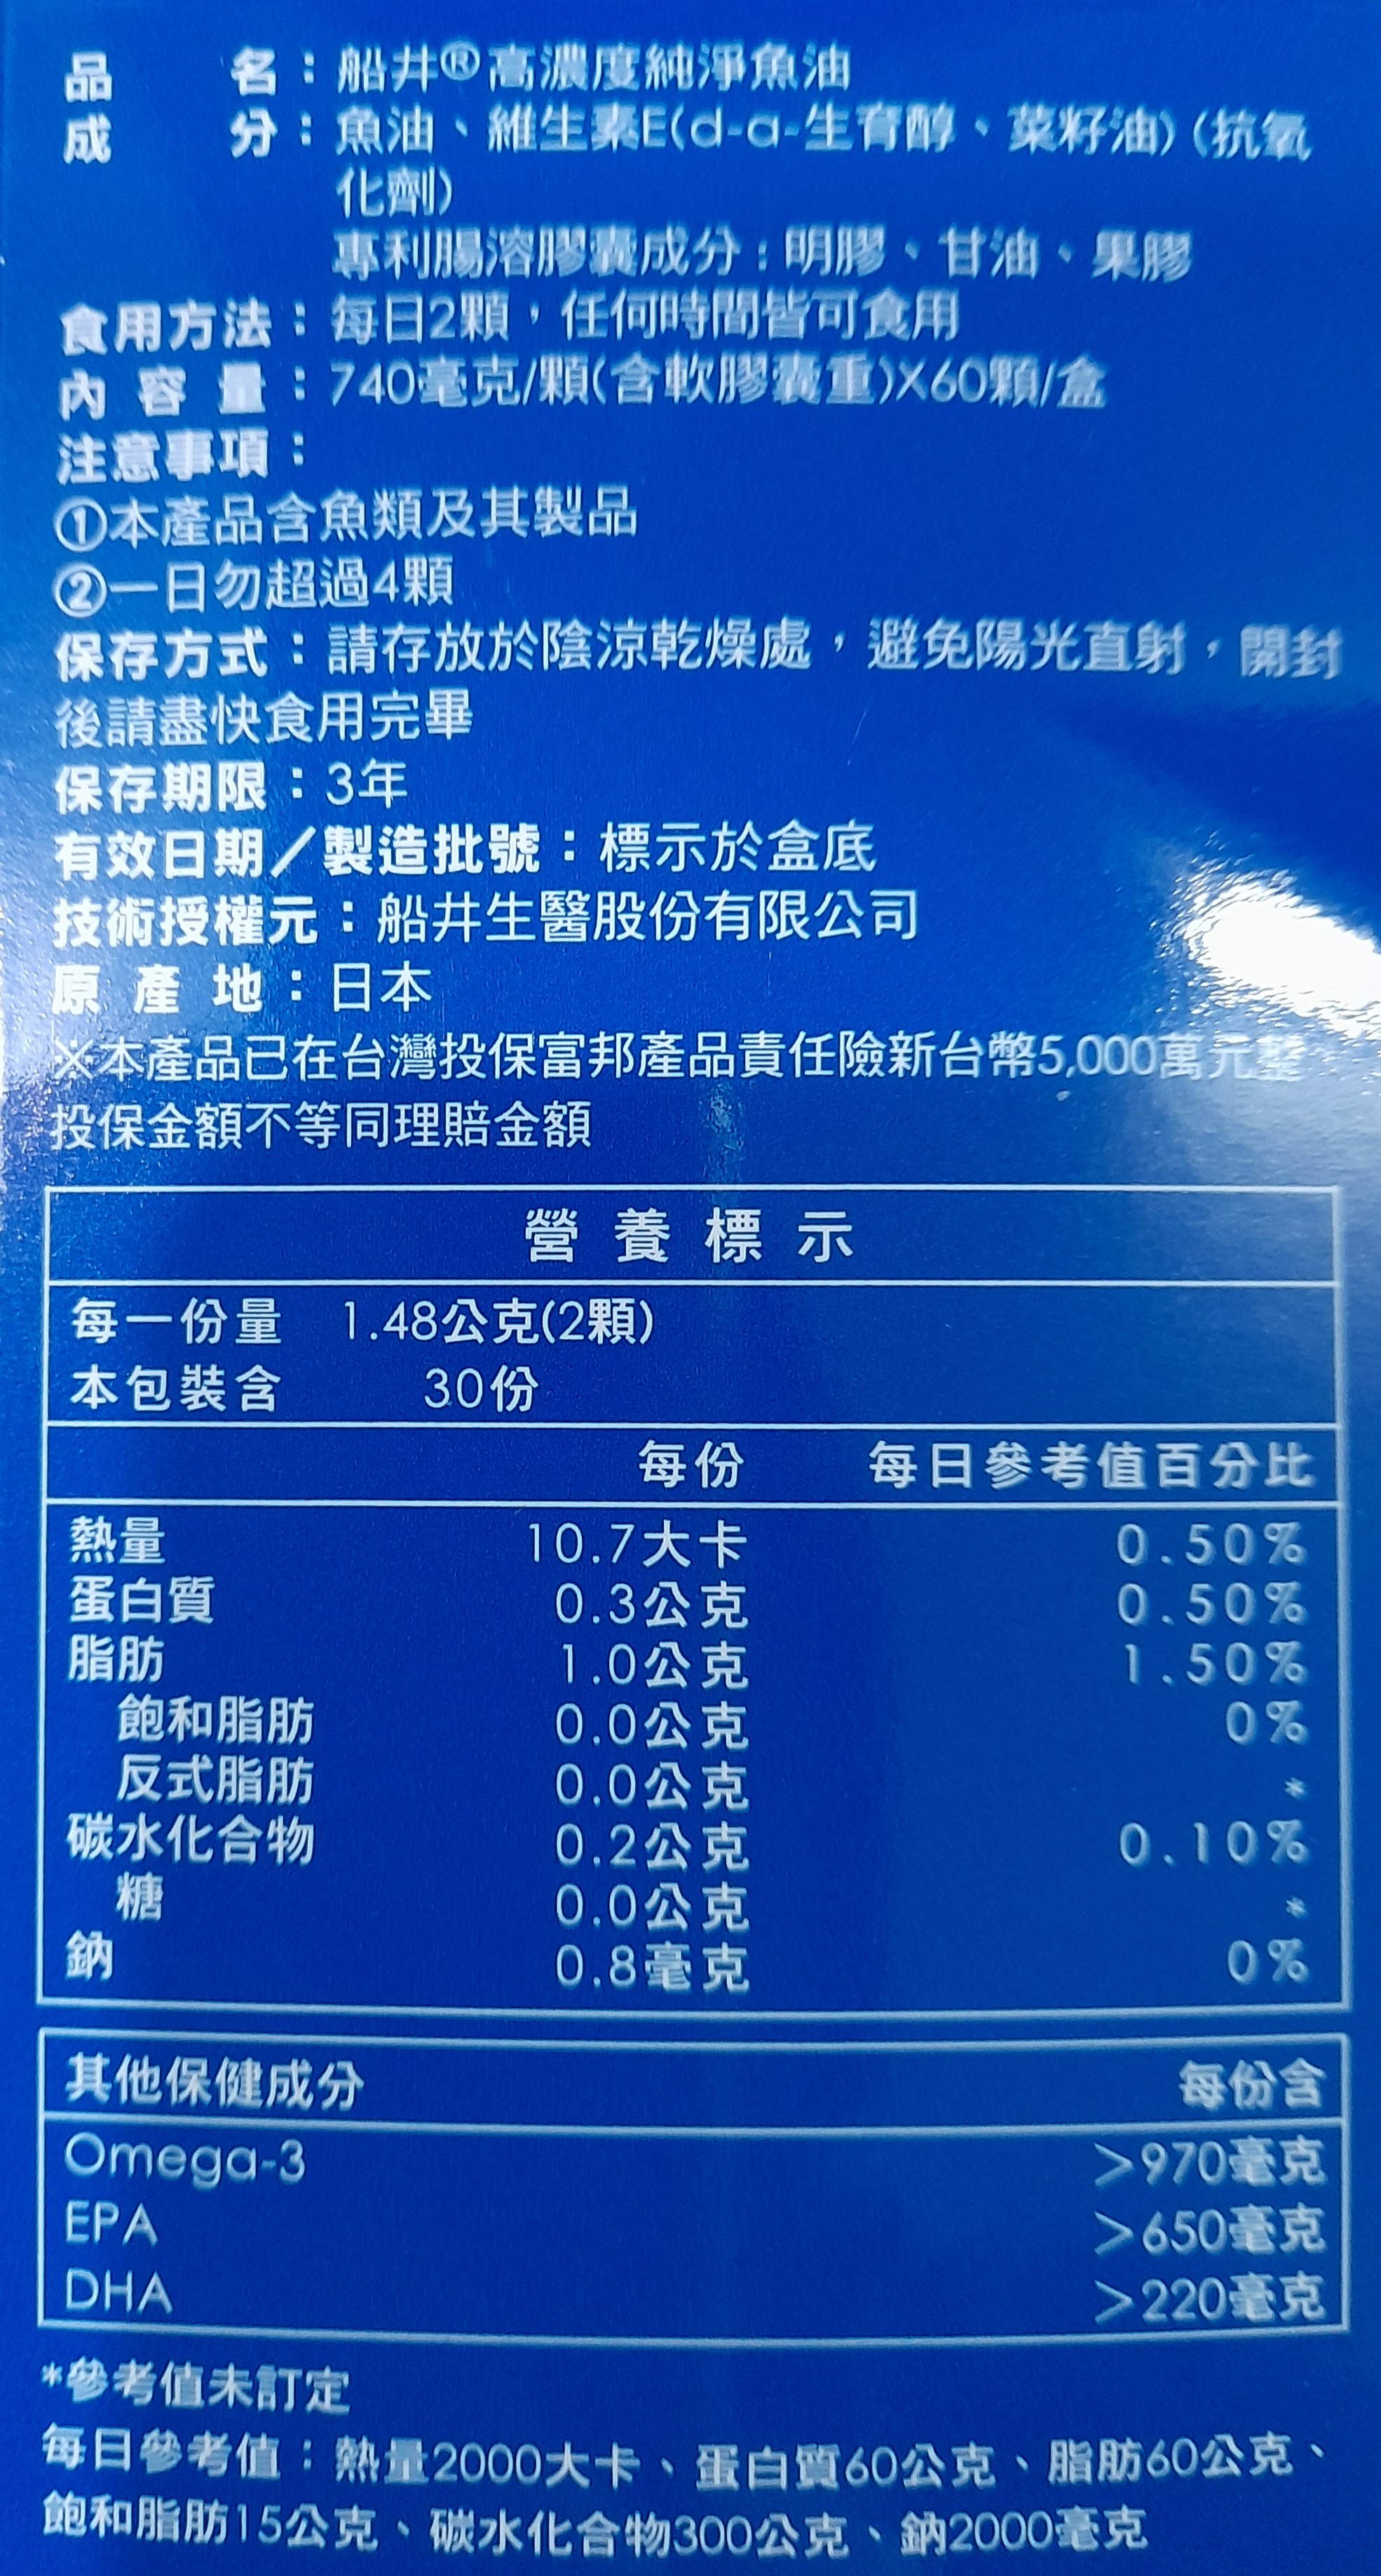 品名：船井®高濃度純淨魚油
成分：魚油、維生素E(d-a-生育醇、菜籽油)(抗氧
化劑)
專利腸溶膠囊成分：明膠、甘油、果膠
食用方法：每日2顆，任何時間皆可食用
內容量：740毫克/顆(含軟膠囊重)X60顆/盒
注意事項：
①本產品含魚類及其製品
②一日勿超過4顆
保存方式：請存放於陰涼乾燥處，避免陽光直射，開封
後請盡快食用完畢
保存期限：3年
有效日期／製造批號：標示於盒底
技術授權元：船井生醫股份有限公司
原產地：日本
※本產品已在台灣投保富邦產品責任險新台幣5,000萬元整
投保金額不等同理賠金額
營養標示
每一份量 1.48公克(2顆)
本包裝含 30份
每份 每日參考值百分比
熱量 10.7大卡 0.50%
蛋白質 0.3公克 0.50%
脂肪 1.0公克 1.50%
飽和脂肪 0.0公克 0%
反式脂肪 0.0公克 *
碳水化合物 0.2公克 0.10%
糖 0.0公克 *
鈉 0.8毫克 0%
其他保健成分 每份含
Omega-3 >970毫克
EPA >650毫克
DHA >220毫克
*參考值未訂定
每日參考值：熱量2000大卡、蛋白質60公克、脂肪60公克、
飽和脂肪15公克、碳水化合物300公克、鈉2000毫克